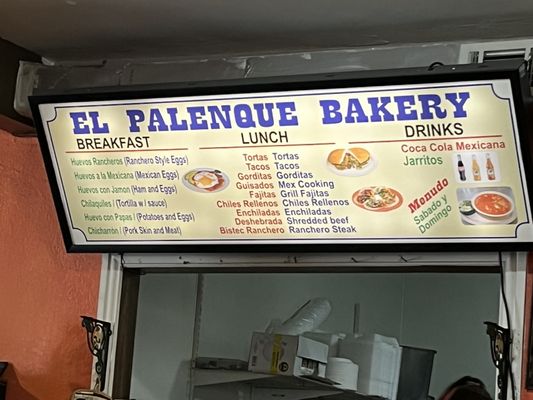 EL PALENQUE BAKERY
BREAKFAST
Huevos Rancheros (Ranchero Style Eggs)
Huevos a la Mexicana (Mexican Eggs)
Huevos con Jamon (Ham and Eggs)
Chilaquiles (Tortilla w/ sauce)
Huevo con Papas (Potatoes and Eggs)
Chicharrón (Pork Skin and Meat)
LUNCH
Tortas Tortas
Tacos Tacos
Gorditas Gorditas
Guisados Mex Cooking
Fajitas Grill Fajitas
Chiles Rellenos Chiles Rellenos
Enchiladas Enchiladas
Deshebrada Shredded beef
Bistec Ranchero Ranchero Steak
DRINKS
Coca Cola Mexicana
Jarritos
Menudo
Sabado y
Domingo